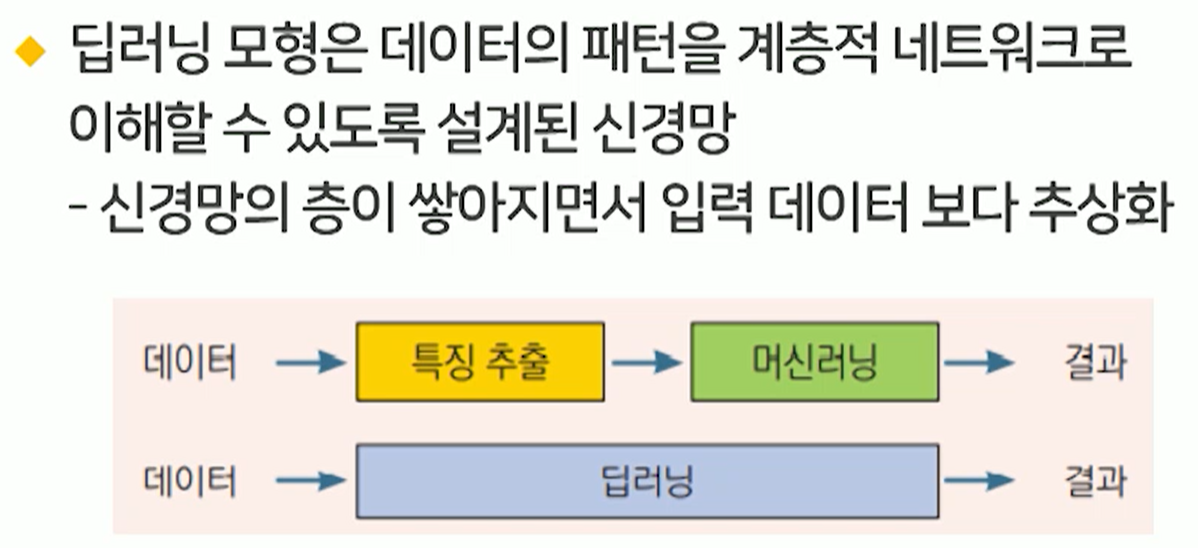 딥러닝 모형은 데이터의 패턴을 계층적 네트워크로
이해할 수 있도록 설계된 신경망
- 신경망의 층이 쌓아지면서 입력 데이터 보다 추상화
데이터 특징 추출 머신러닝 결과
데이터 딥러닝 결과